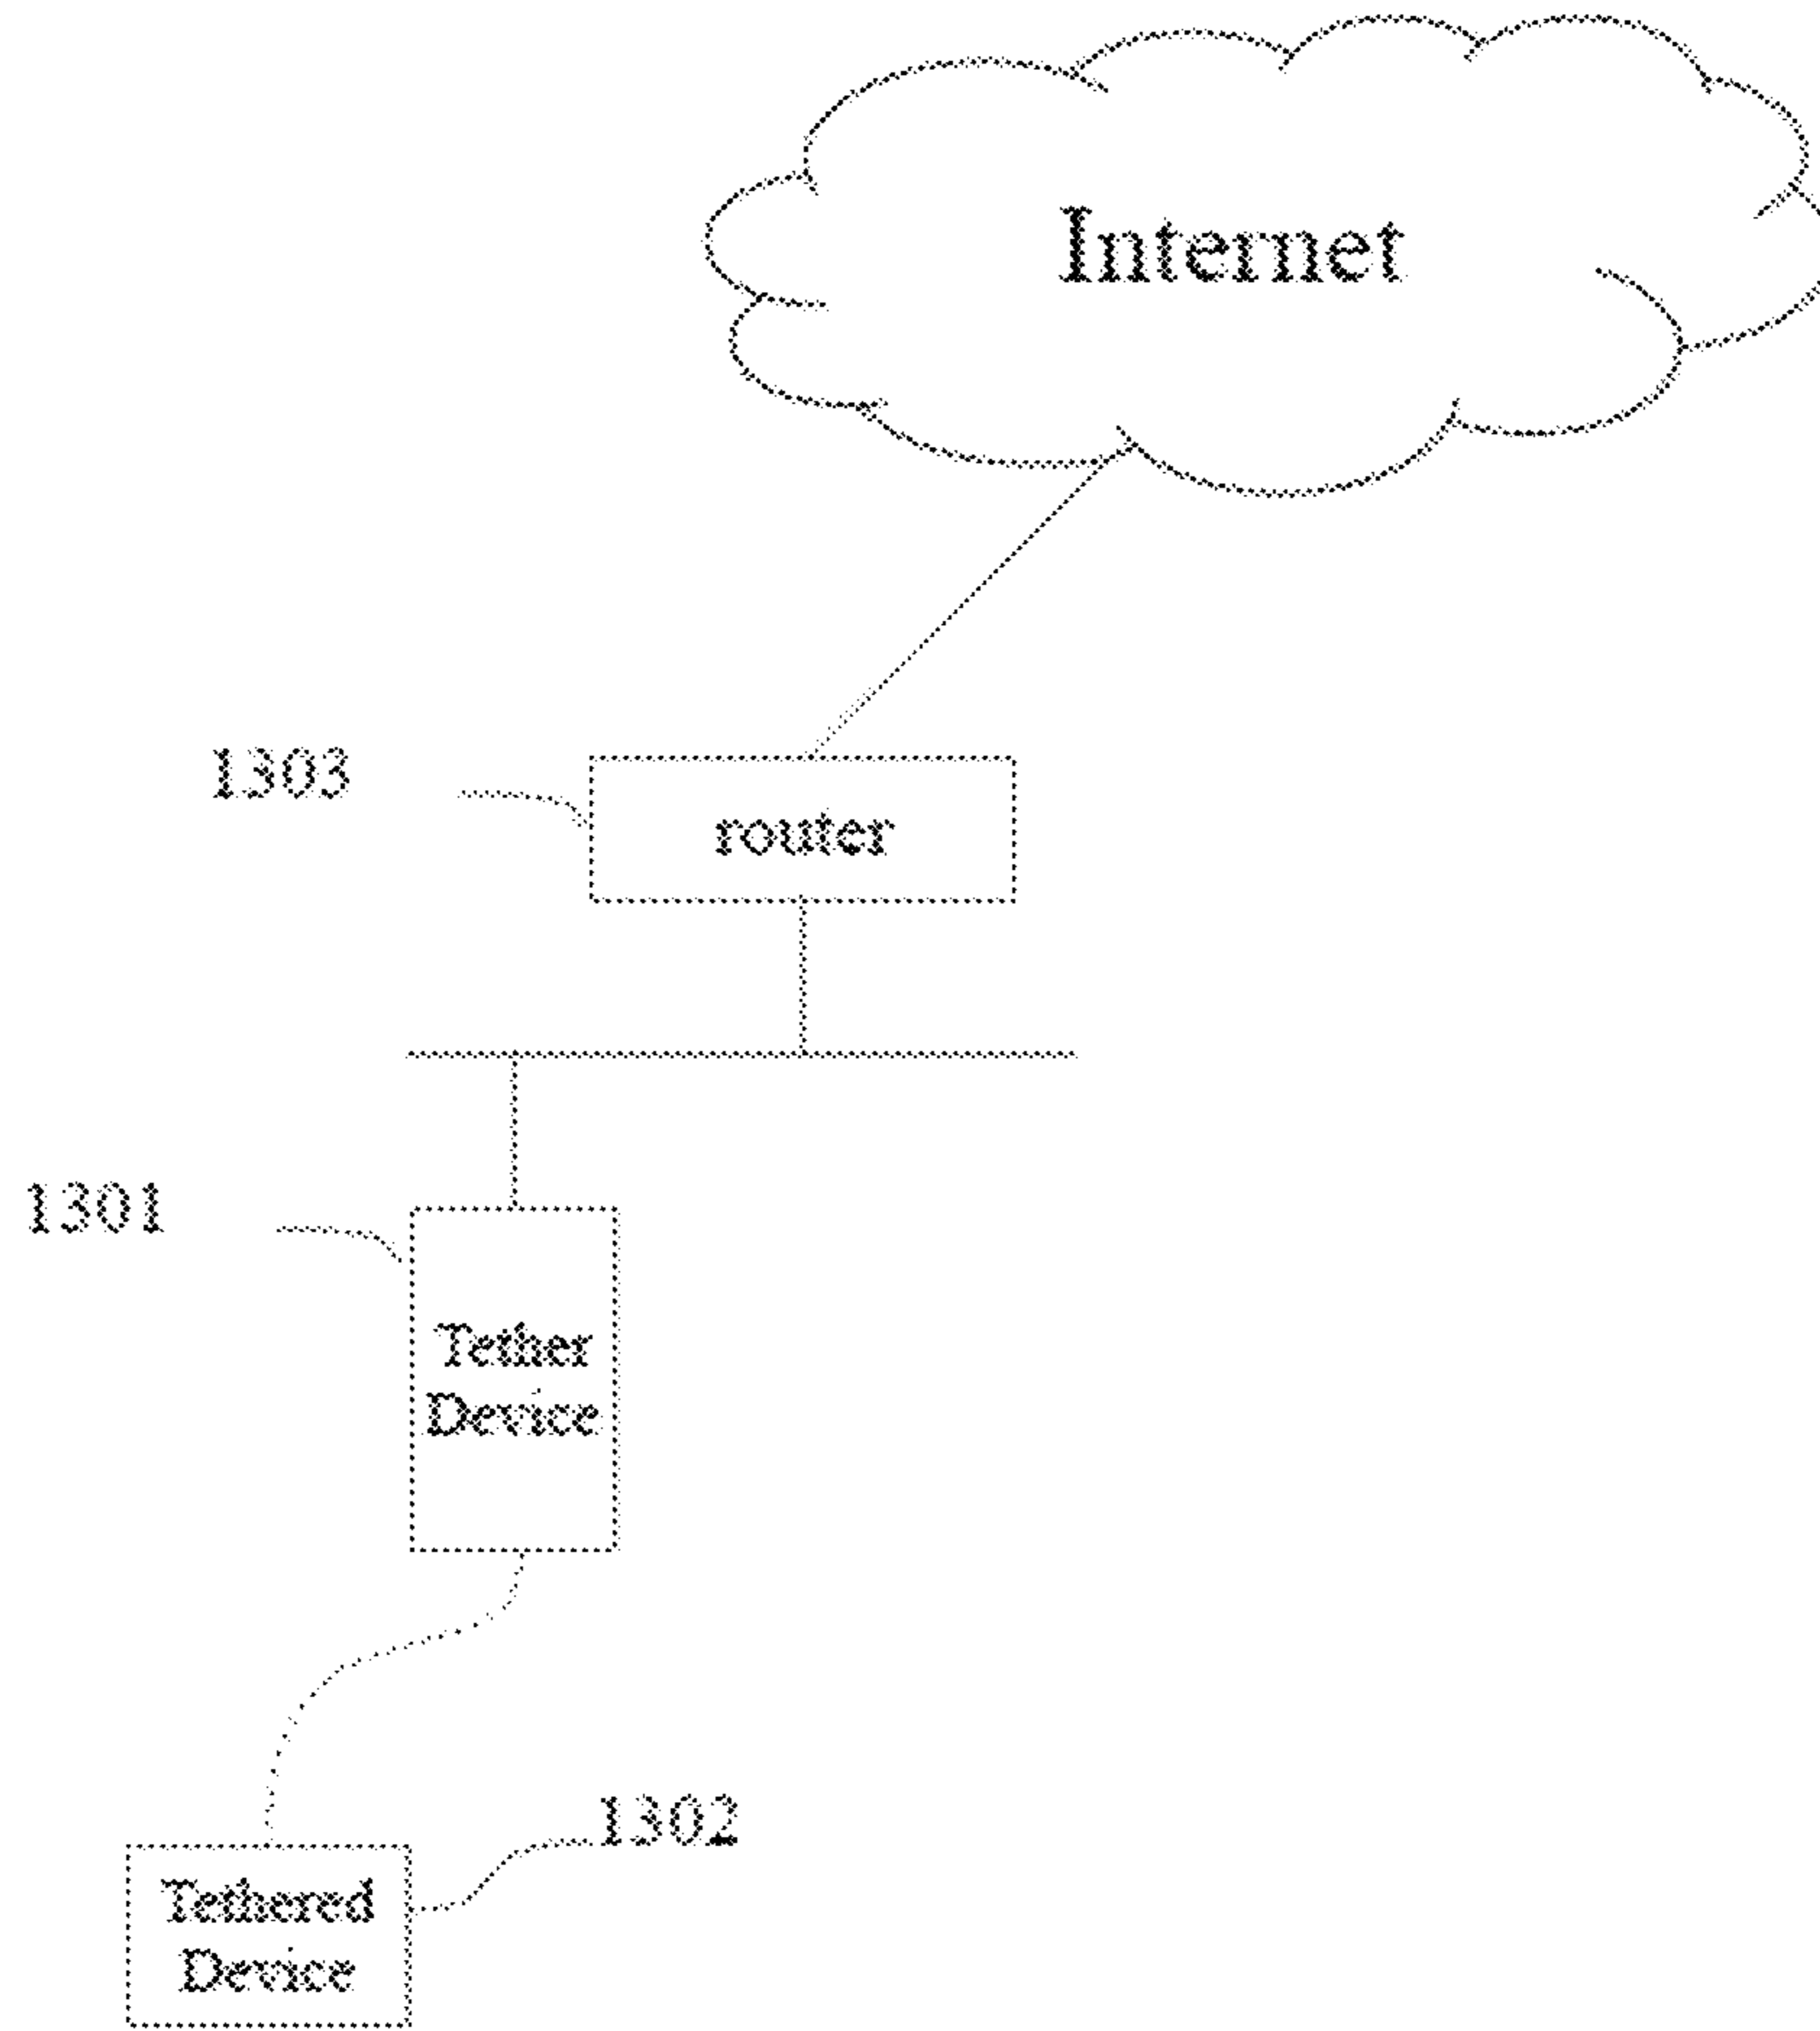 Internet
1303
router
1301
Tether
Device
1302
Tethered
Device